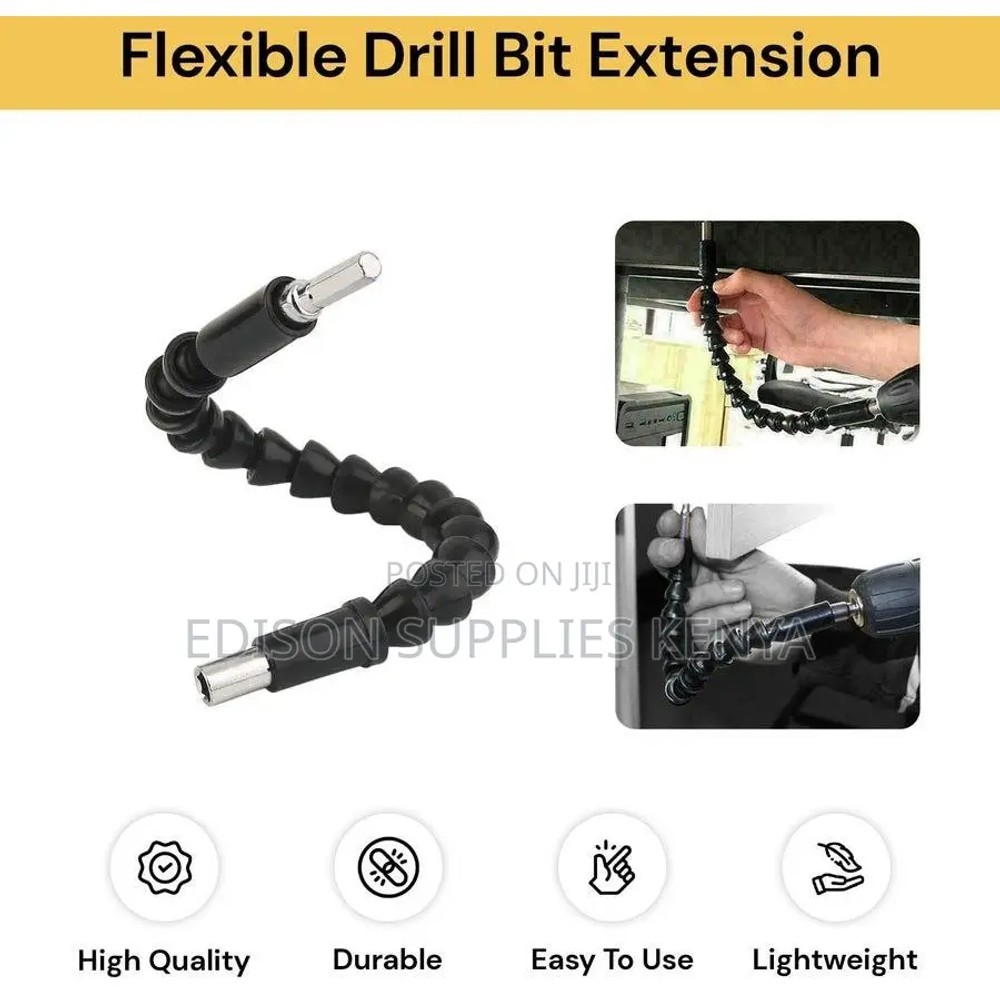 Flexible Drill Bit Extension
POSTED ON JIJI
EDISON SUPPLIES KENYA
High Quality
Durable
Easy To Use
Lightweight